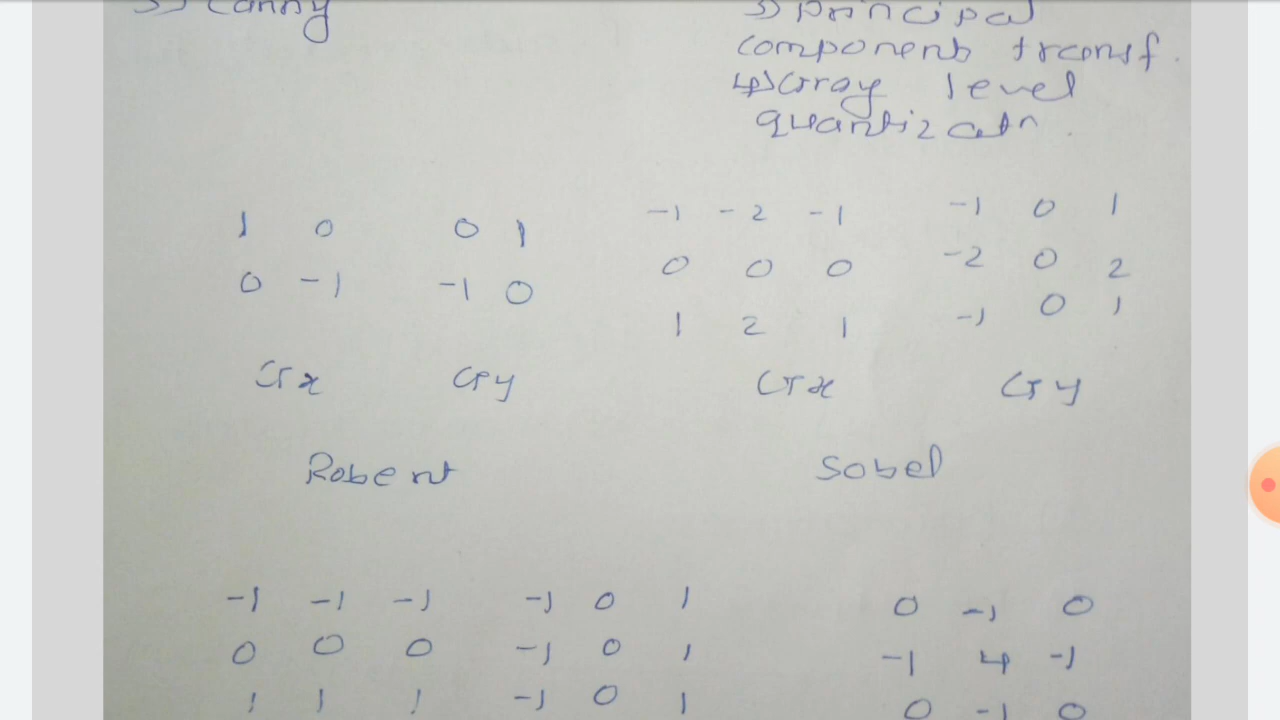 5) Canny
3) Principal
component transf.
4) Gray level
quantizatn.
1 0 0 1
0 -1 -1 0
Gx Gy
Robert
-1 -2 -1 -1 0 1
0 0 0 -2 0 2
1 2 1 -1 0 1
Gx Gy
Sobel
-1 -1 -1 -1 0 1
0 0 0 -1 0 1
1 1 1 -1 0 1
0 -1 0
-1 4 -1
0 -1 0